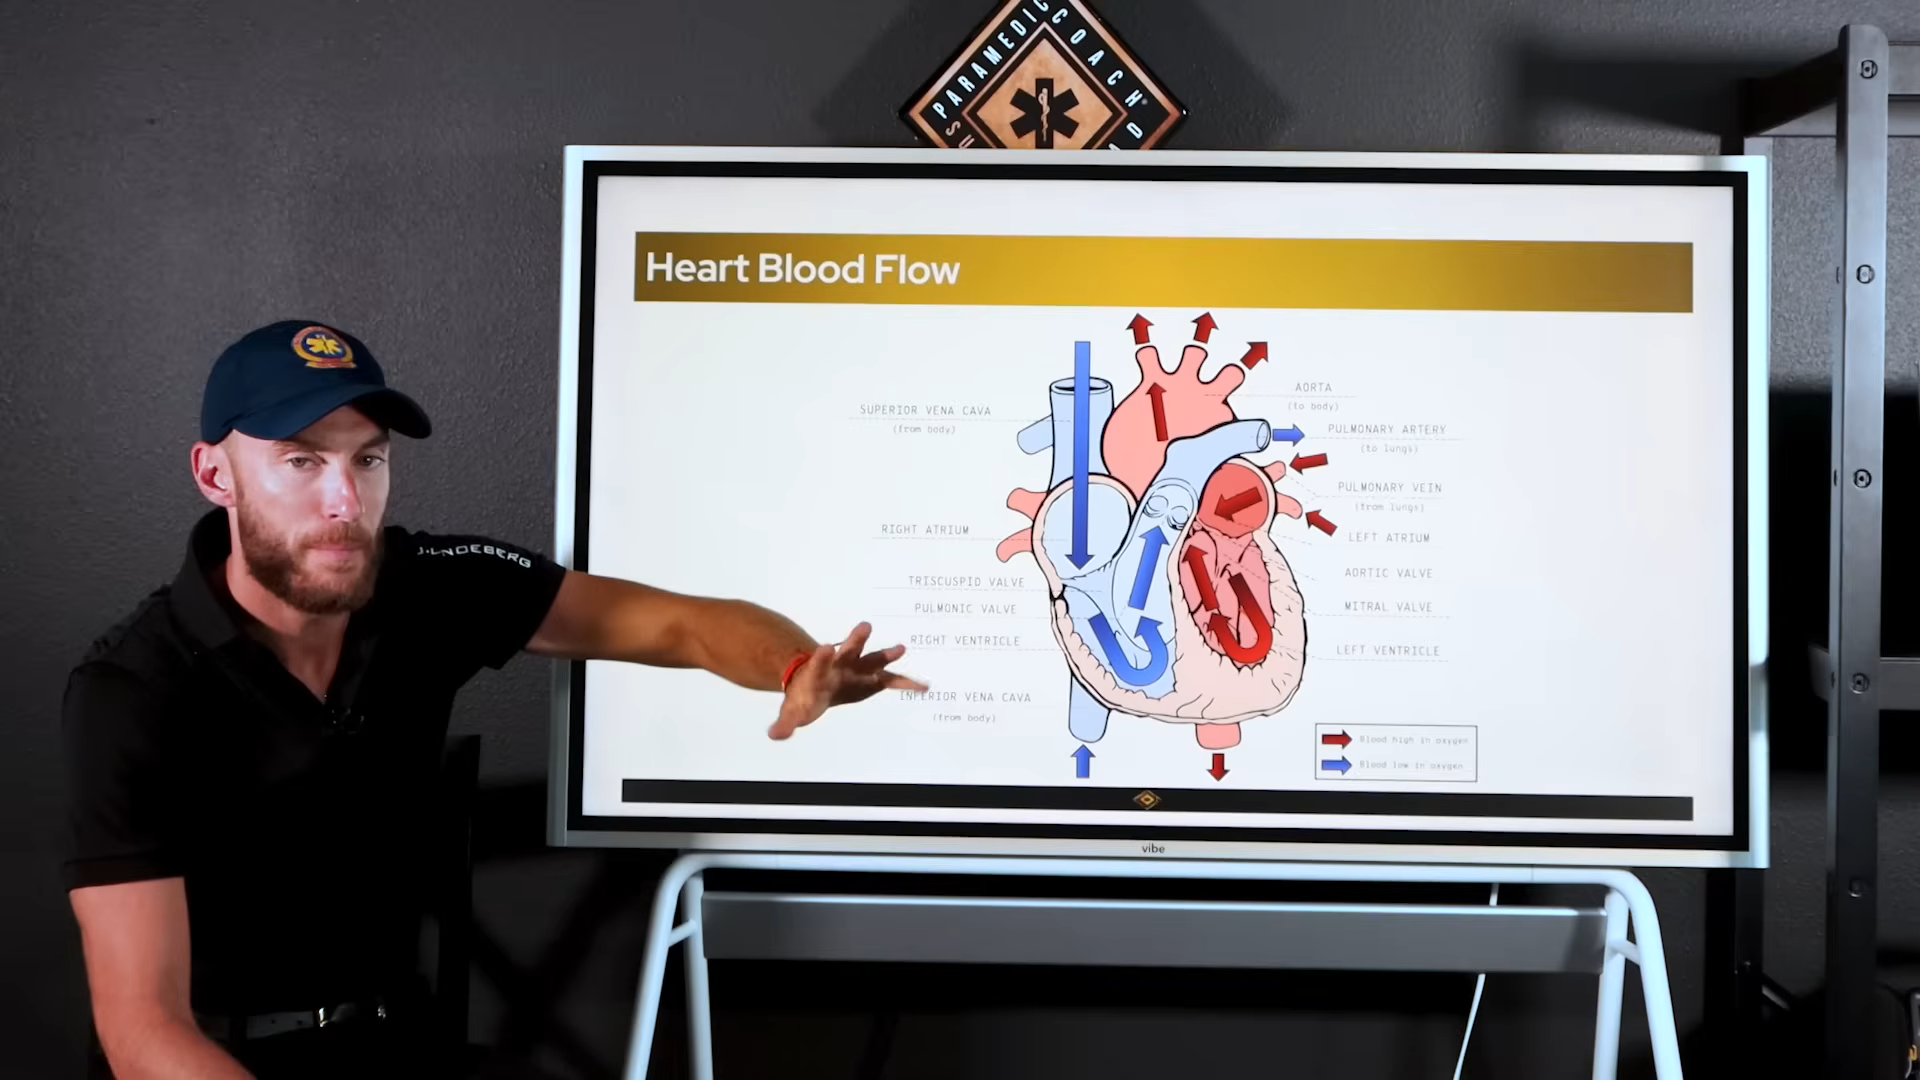 PARAMEDIC COACH
Heart Blood Flow
AORTA
(to body)
SUPERIOR VENA CAVA
(from body)
PULMONARY ARTERY
(to lungs)
PULMONARY VEIN
(from lungs)
RIGHT ATRIUM
LEFT ATRIUM
AORTIC VALVE
TRISCUSPID VALVE
PULMONIC VALVE
MITRAL VALVE
RIGHT VENTRICLE
LEFT VENTRICLE
INFERIOR VENA CAVA
(from body)
Blood high in oxygen
Blood low in oxygen
J.LINDEBERG
vibe